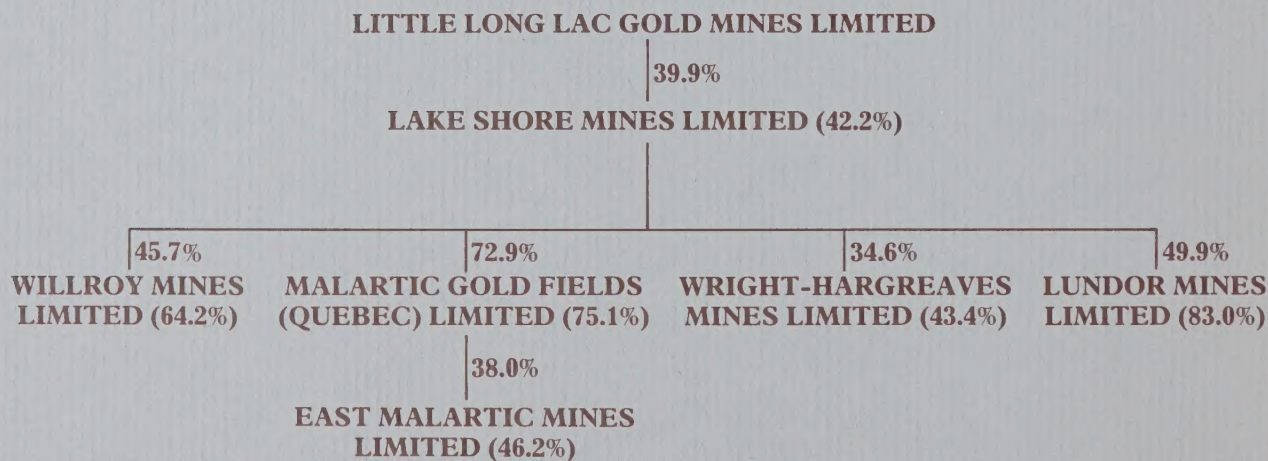 LITTLE LONG LAC GOLD MINES LIMITED
39.9%
LAKE SHORE MINES LIMITED (42.2%)
45.7%
WILLROY MINES
LIMITED (64.2%)
72.9%
MALARTIC GOLD FIELDS
(QUEBEC) LIMITED (75.1%)
34.6%
WRIGHT-HARGREAVES
MINES LIMITED (43.4%)
49.9%
LUNDOR MINES
LIMITED (83.0%)
38.0%
EAST MALARTIC MINES
LIMITED (46.2%)